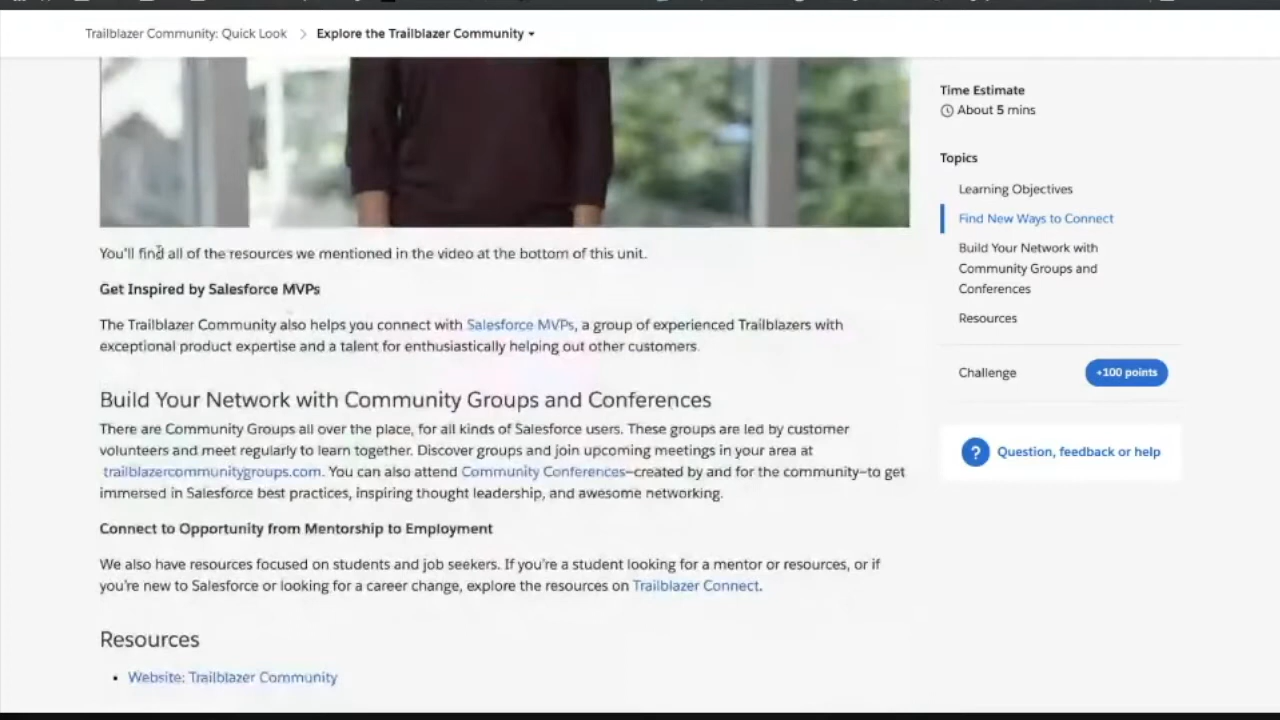 Trailblazer Community: Quick Look > Explore the Trailblazer Community
You'll find all of the resources we mentioned in the video at the bottom of this unit.
Get Inspired by Salesforce MVPs
The Trailblazer Community also helps you connect with Salesforce MVPs, a group of experienced Trailblazers with
exceptional product expertise and a talent for enthusiastically helping out other customers.
Build Your Network with Community Groups and Conferences
There are Community Groups all over the place, for all kinds of Salesforce users. These groups are led by customer
volunteers and meet regularly to learn together. Discover groups and join upcoming meetings in your area at
trailblazercommunitygroups.com. You can also attend Community Conferences—created by and for the community—to get
immersed in Salesforce best practices, inspiring thought leadership, and awesome networking.
Connect to Opportunity from Mentorship to Employment
We also have resources focused on students and job seekers. If you're a student looking for a mentor or resources, or if
you're new to Salesforce or looking for a career change, explore the resources on Trailblazer Connect.
Resources
• Website: Trailblazer Community
Time Estimate
About 5 mins
Topics
Learning Objectives
Find New Ways to Connect
Build Your Network with
Community Groups and
Conferences
Resources
Challenge +100 points
? Question, feedback or help